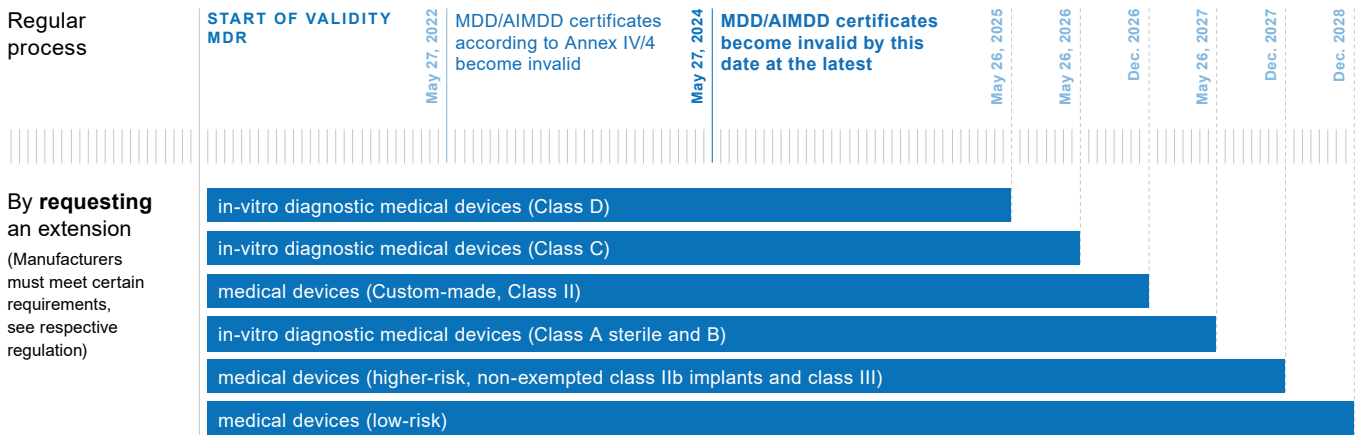 Regular
process
START OF VALIDITY
MDR
May 27, 2022
MDD/AIMDD certificates
according to Annex IV/4
become invalid
May 27, 2024
MDD/AIMDD certificates
become invalid by this
date at the latest
May 26, 2025
May 26, 2026
Dec. 2026
May 26, 2027
Dec. 2027
Dec. 2028
By requesting
an extension
(Manufacturers
must meet certain
requirements,
see respective
regulation)
in-vitro diagnostic medical devices (Class D)
in-vitro diagnostic medical devices (Class C)
medical devices (Custom-made, Class II)
in-vitro diagnostic medical devices (Class A sterile and B)
medical devices (higher-risk, non-exempted class IIb implants and class III)
medical devices (low-risk)